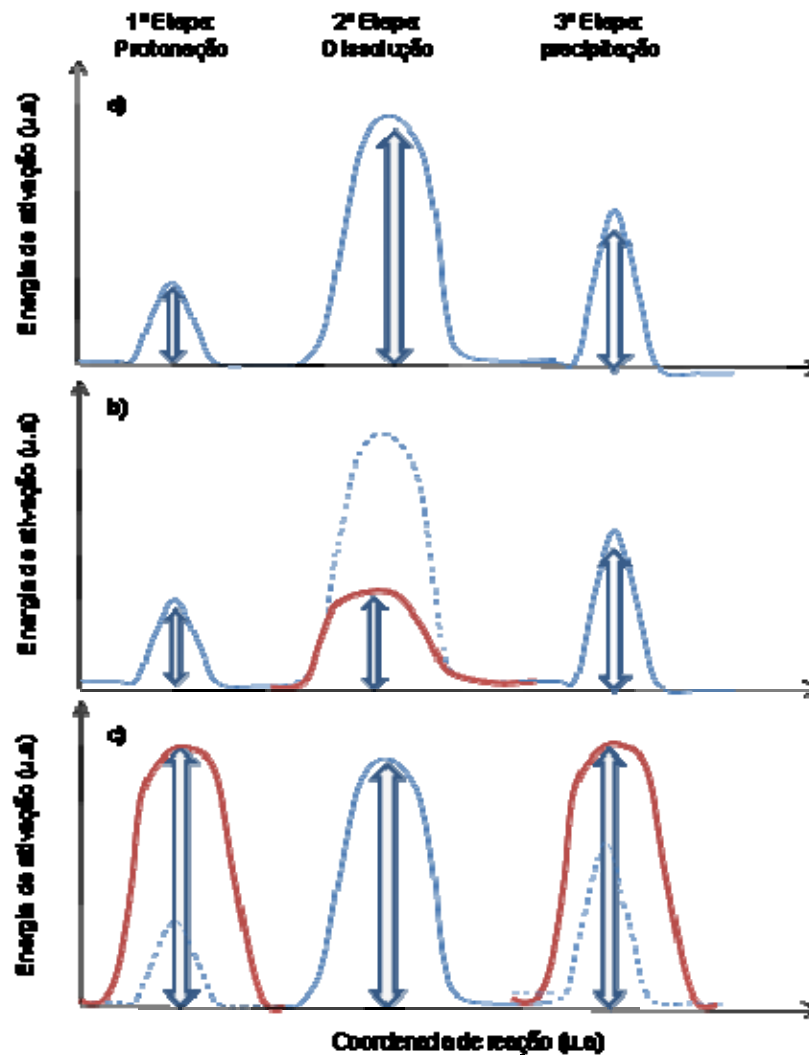 1ª Etapa:
Protonação
2ª Etapa:
Dissolução
3ª Etapa:
precipitação
a)
Energia de ativação (u.a)
b)
Energia de ativação (u.a)
c)
Energia de ativação (u.a)
Coordenada de reação (u.a)